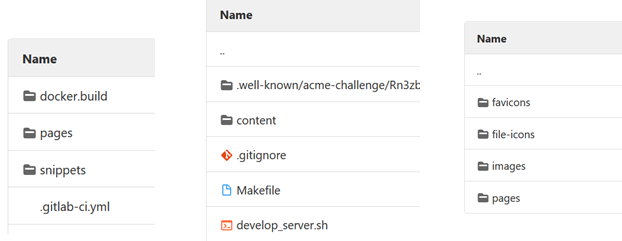 Name
docker.build
pages
snippets
.gitlab-ci.yml
Name
..
.well-known/acme-challenge/Rn3zb
content
.gitignore
Makefile
develop_server.sh
Name
..
favicons
file-icons
images
pages